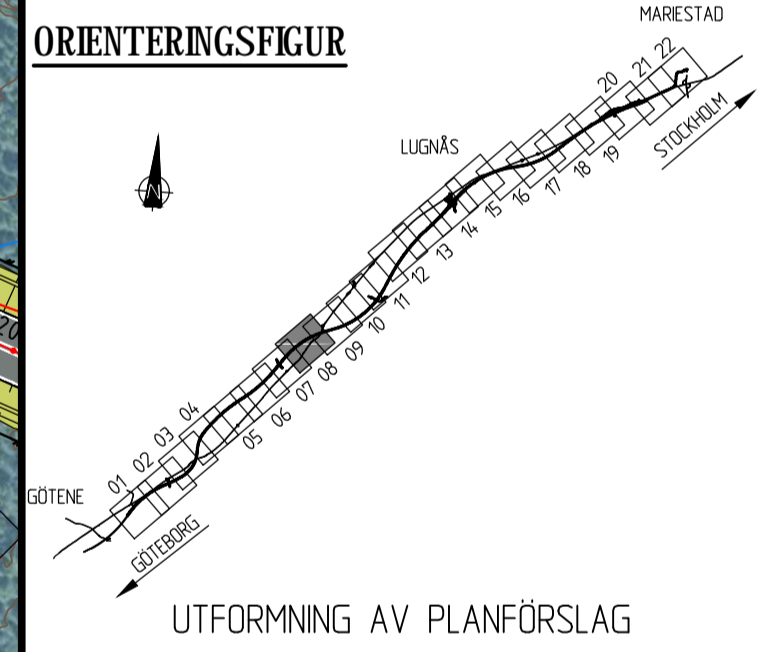 ORIENTERINGSFIGUR
MARIESTAD
N
LUGNÅS
GÖTENE
01
02
03
04
05
06
07
08
09
10
11
12
13
14
15
16
17
18
19
20
21
22
STOCKHOLM
GÖTEBORG
20
UTFORMNING AV PLANFÖRSLAG